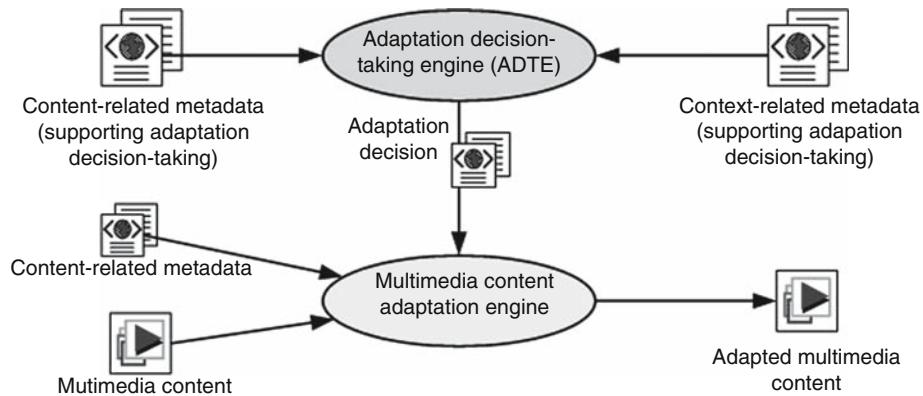 Adaptation decision-
taking engine (ADTE)
Content-related metadata
(supporting adaptation
decision-taking)
Context-related metadata
(supporting adapation
decision-taking)
Adaptation
decision
Content-related metadata
Multimedia content
adaptation engine
Mutimedia content
Adapted multimedia
content